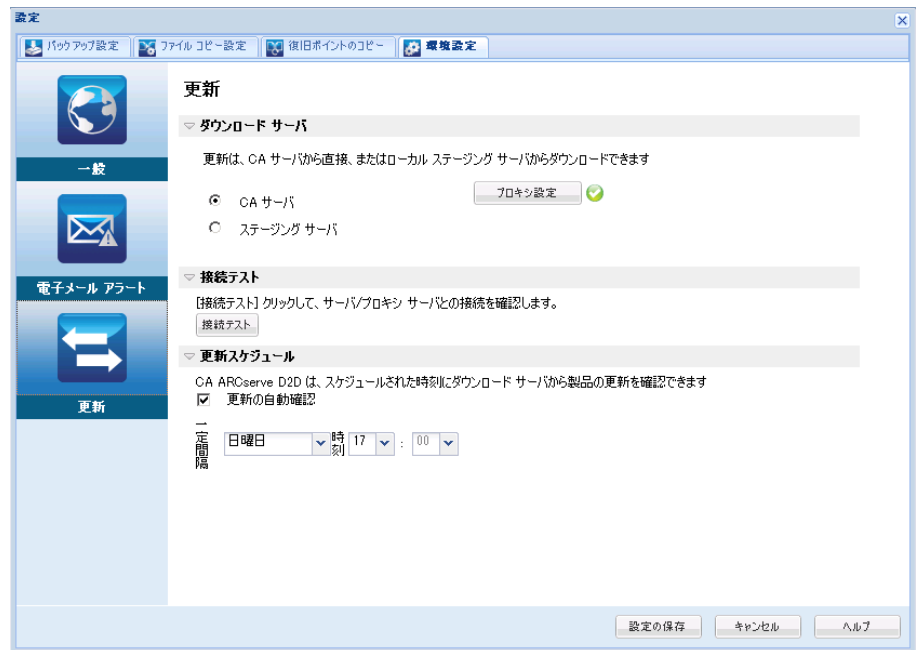 設定
バックアップ設定
ファイル コピー設定
復旧ポイントのコピー
環境設定
一般
電子メール アラート
更新
更新
ダウンロード サーバ
更新は、CA サーバから直接、またはローカル ステージング サーバからダウンロードできます
CA サーバ
プロキシ設定
ステージング サーバ
接続テスト
[接続テスト] クリックして、サーバ/プロキシ サーバとの接続を確認します。
接続テスト
更新スケジュール
CA ARCserve D2D は、スケジュールされた時刻にダウンロード サーバから製品の更新を確認できます
更新の自動確認
一定間隔 日曜日 時刻 17 : 00
設定の保存
キャンセル
ヘルプ